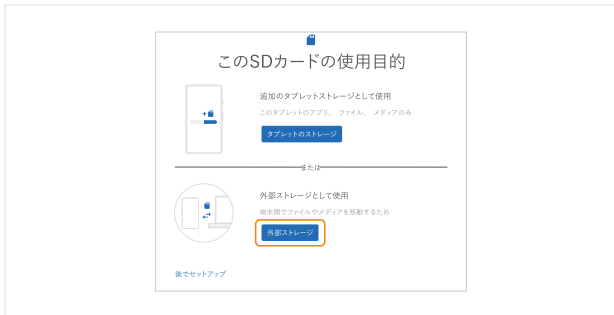 このSDカードの使用目的
追加のタブレットストレージとして使用
このタブレットのアプリ、 ファイル、 メディアのみ
タブレットのストレージ
または
外部ストレージとして使用
端末間でファイルやメディアを移動するため
外部ストレージ
後でセットアップ